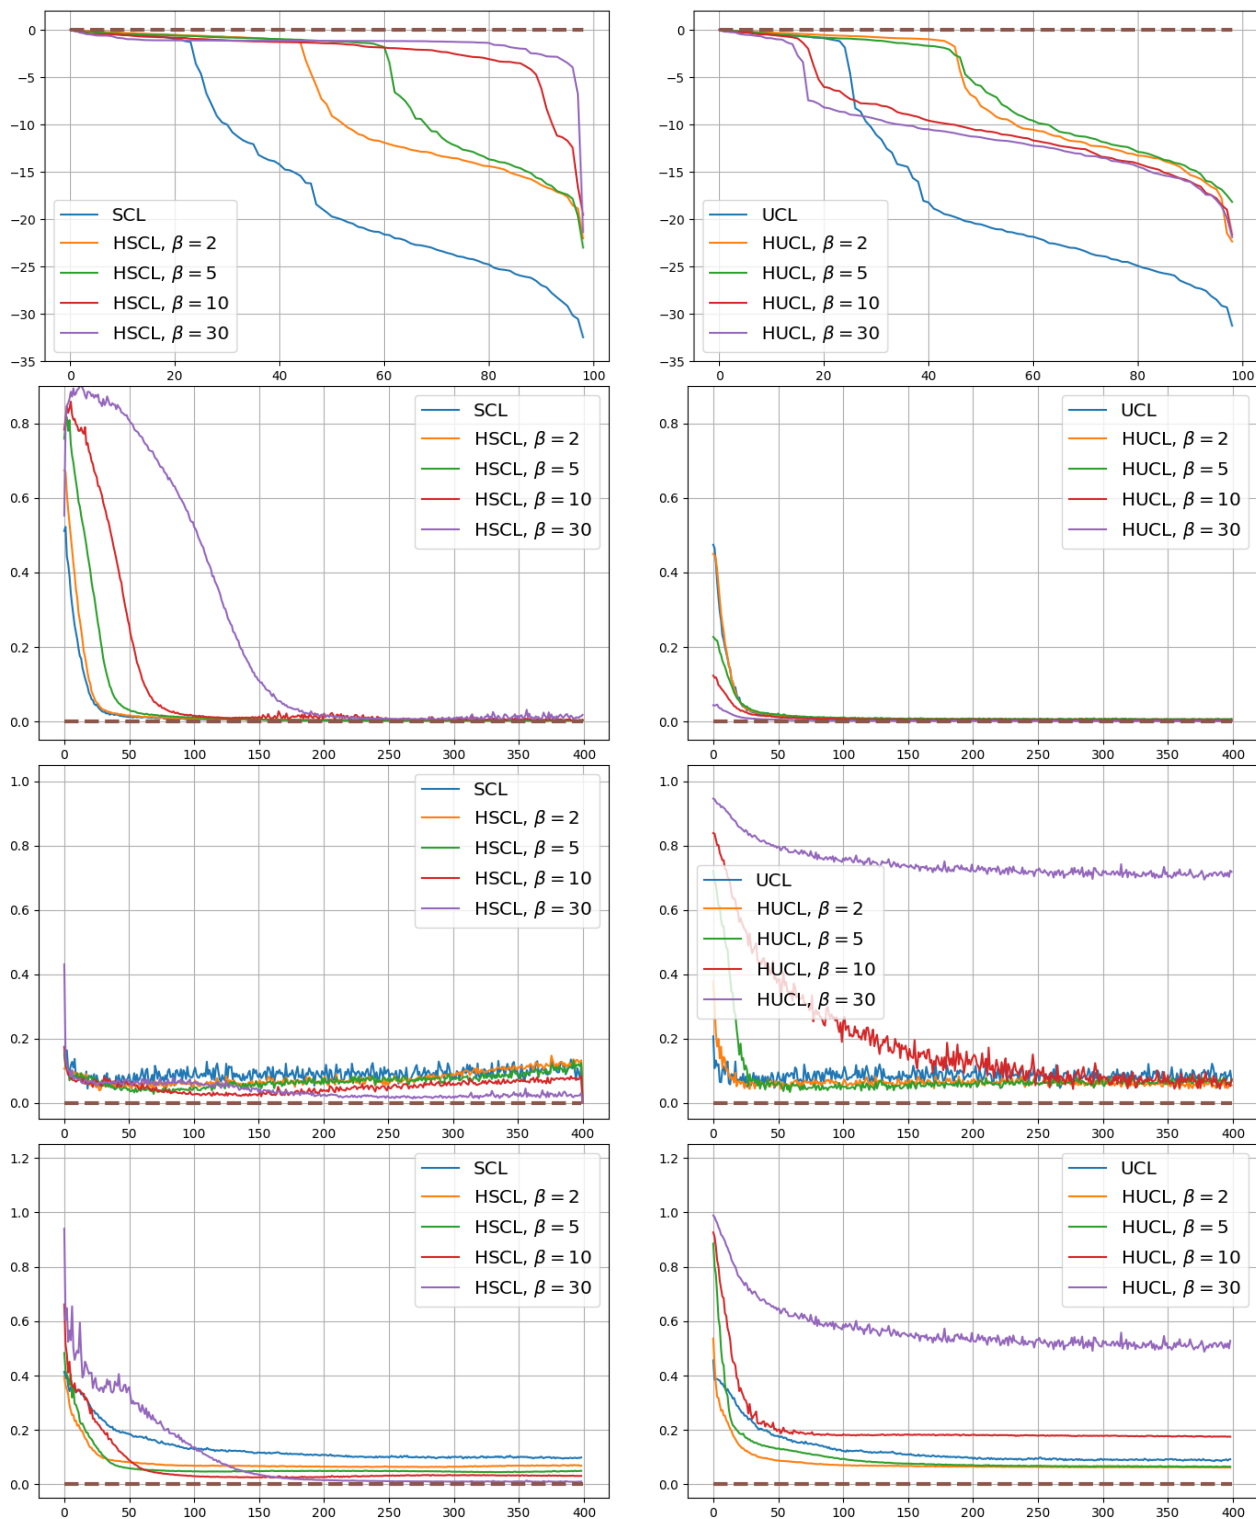 0
−5
−10
−15
−20
−25
−30
−35
0 20 40 60 80 100
SCL
HSCL, β = 2
HSCL, β = 5
HSCL, β = 10
HSCL, β = 30
0
−5
−10
−15
−20
−25
−30
−35
0 20 40 60 80 100
UCL
HUCL, β = 2
HUCL, β = 5
HUCL, β = 10
HUCL, β = 30
0.8
0.6
0.4
0.2
0.0
0 50 100 150 200 250 300 350 400
SCL
HSCL, β = 2
HSCL, β = 5
HSCL, β = 10
HSCL, β = 30
0.8
0.6
0.4
0.2
0.0
0 50 100 150 200 250 300 350 400
UCL
HUCL, β = 2
HUCL, β = 5
HUCL, β = 10
HUCL, β = 30
1.0
0.8
0.6
0.4
0.2
0.0
0 50 100 150 200 250 300 350 400
SCL
HSCL, β = 2
HSCL, β = 5
HSCL, β = 10
HSCL, β = 30
1.0
0.8
0.6
0.4
0.2
0.0
0 50 100 150 200 250 300 350 400
UCL
HUCL, β = 2
HUCL, β = 5
HUCL, β = 10
HUCL, β = 30
1.2
1.0
0.8
0.6
0.4
0.2
0.0
0 50 100 150 200 250 300 350 400
SCL
HSCL, β = 2
HSCL, β = 5
HSCL, β = 10
HSCL, β = 30
1.2
1.0
0.8
0.6
0.4
0.2
0.0
0 50 100 150 200 250 300 350 400
UCL
HUCL, β = 2
HUCL, β = 5
HUCL, β = 10
HUCL, β = 30